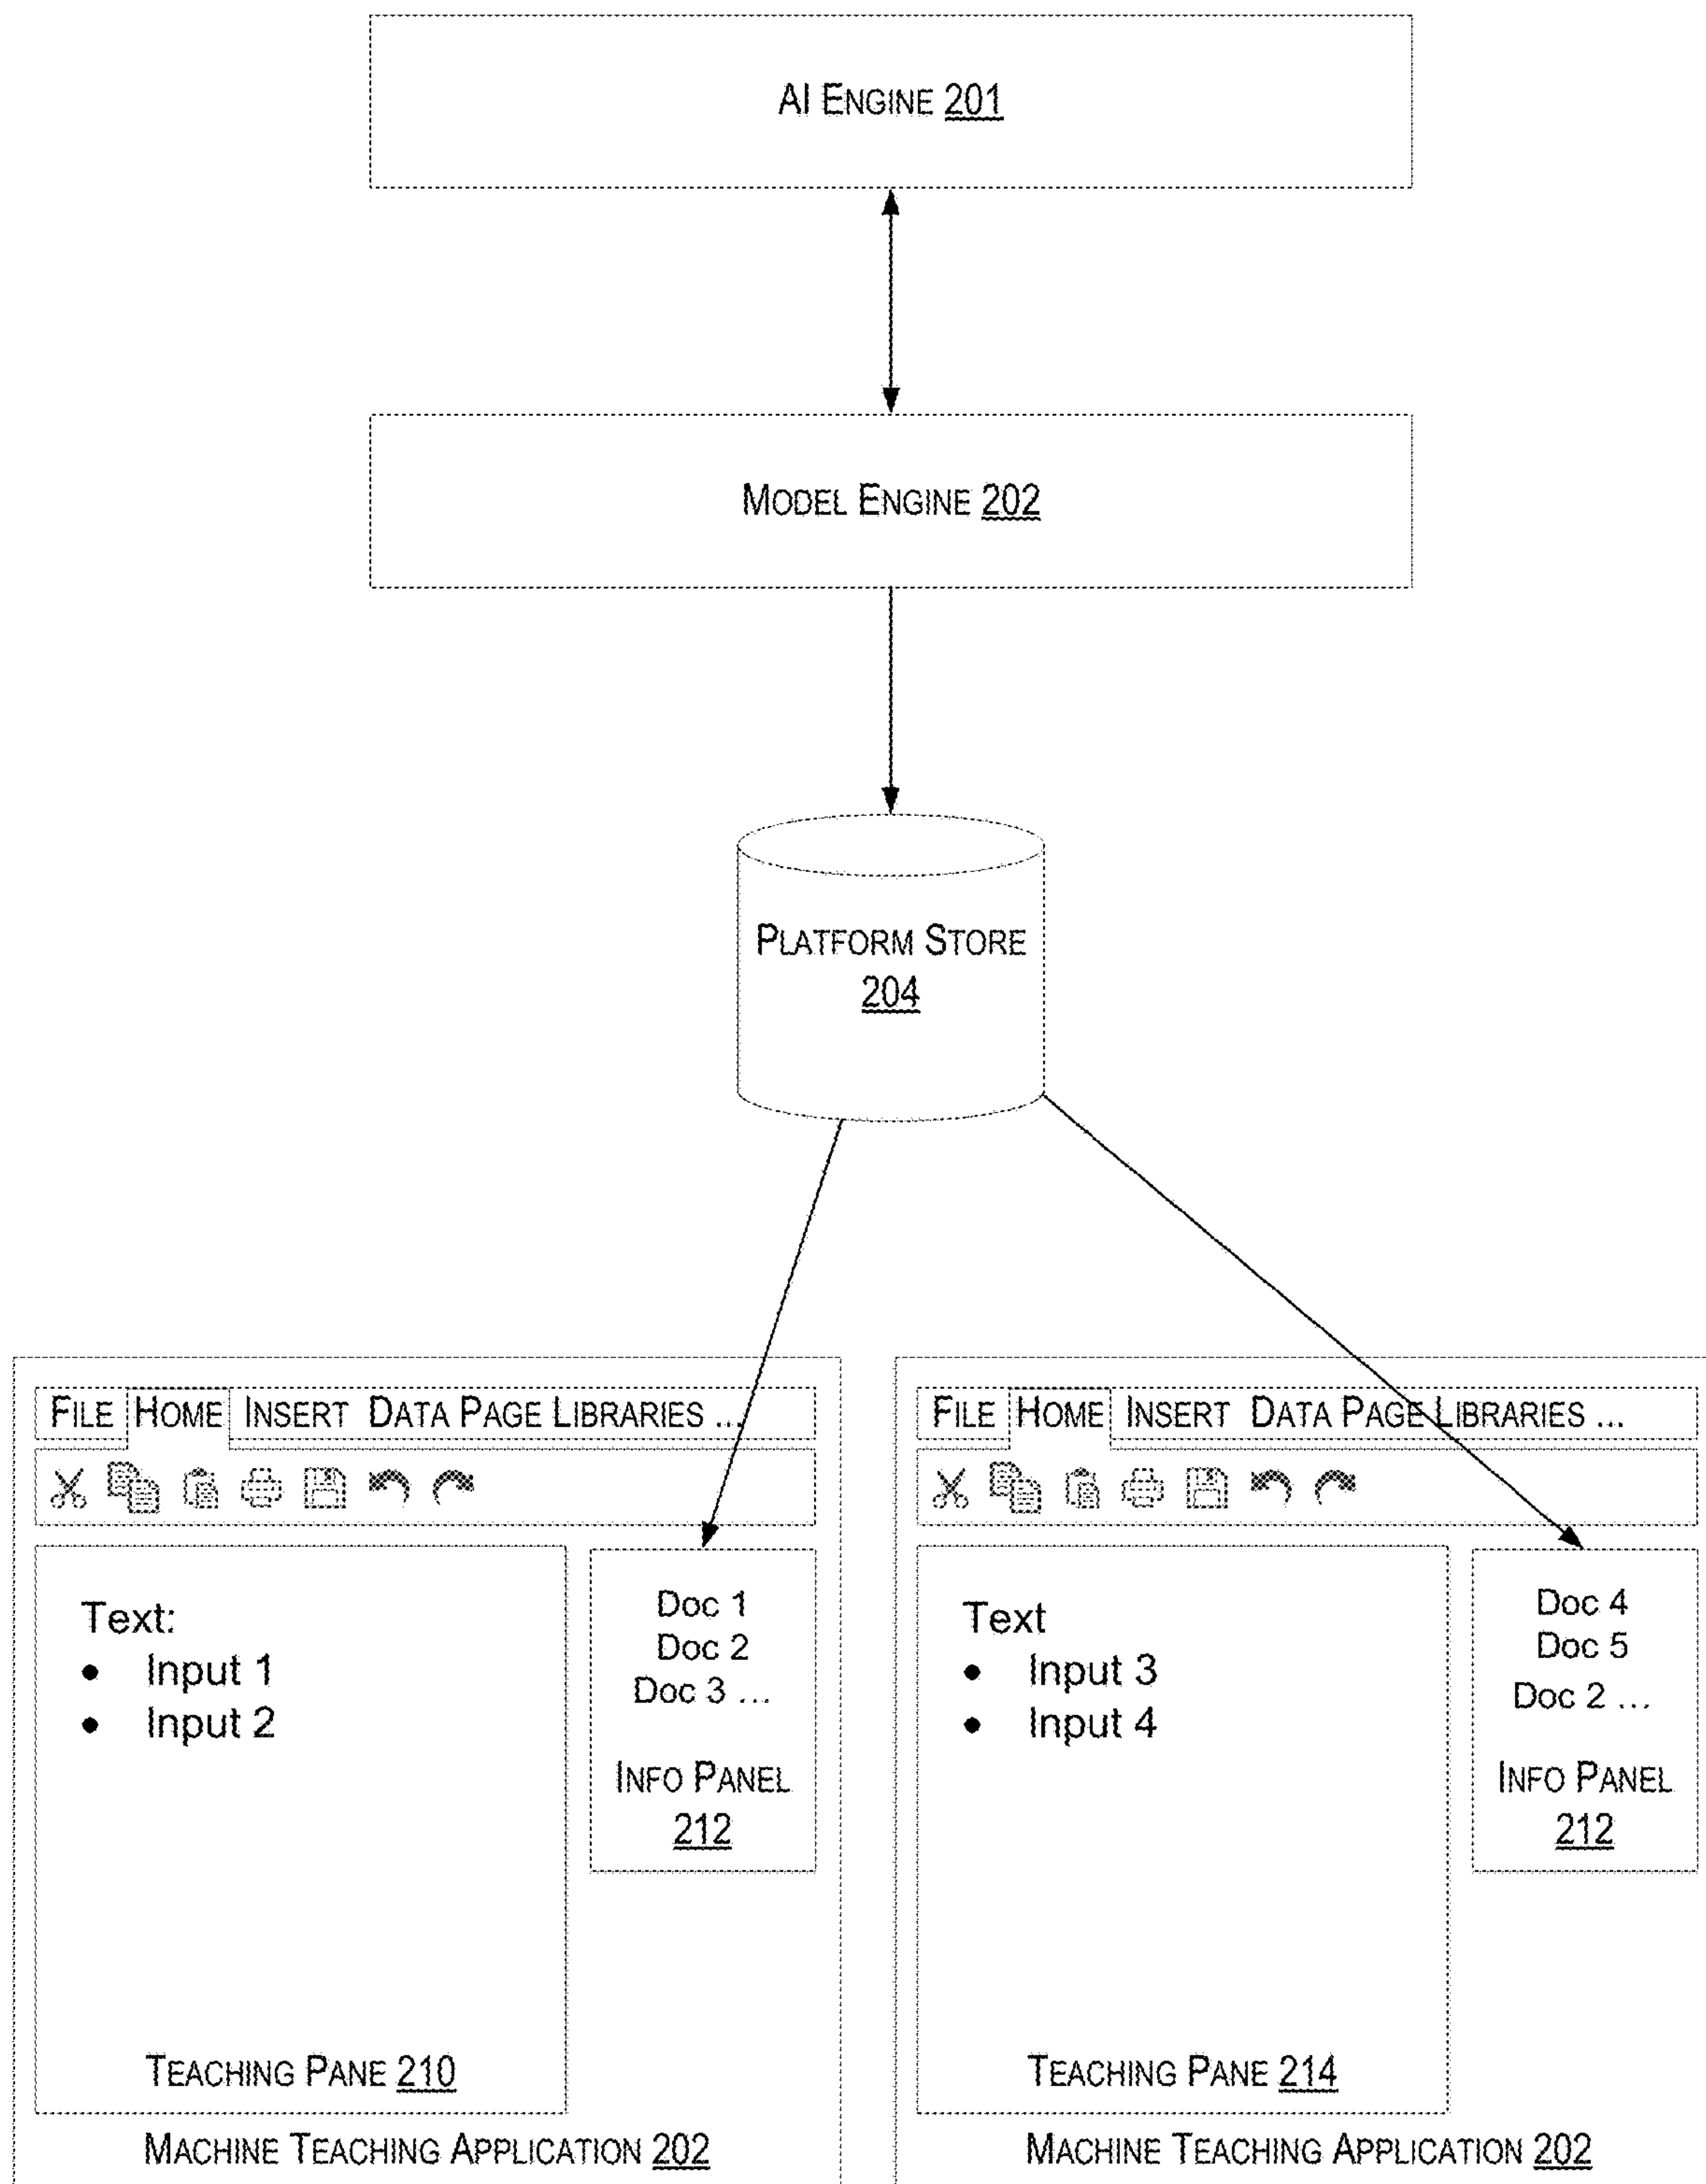 AI ENGINE 201
MODEL ENGINE 202
PLATFORM STORE
204
FILE HOME INSERT DATA PAGE LIBRARIES ...
Text:
• Input 1
• Input 2
Doc 1
Doc 2
Doc 3 ...
INFO PANEL
212
TEACHING PANE 210
MACHINE TEACHING APPLICATION 202
FILE HOME INSERT DATA PAGE LIBRARIES ...
Text
• Input 3
• Input 4
Doc 4
Doc 5
Doc 2 ...
INFO PANEL
212
TEACHING PANE 214
MACHINE TEACHING APPLICATION 202